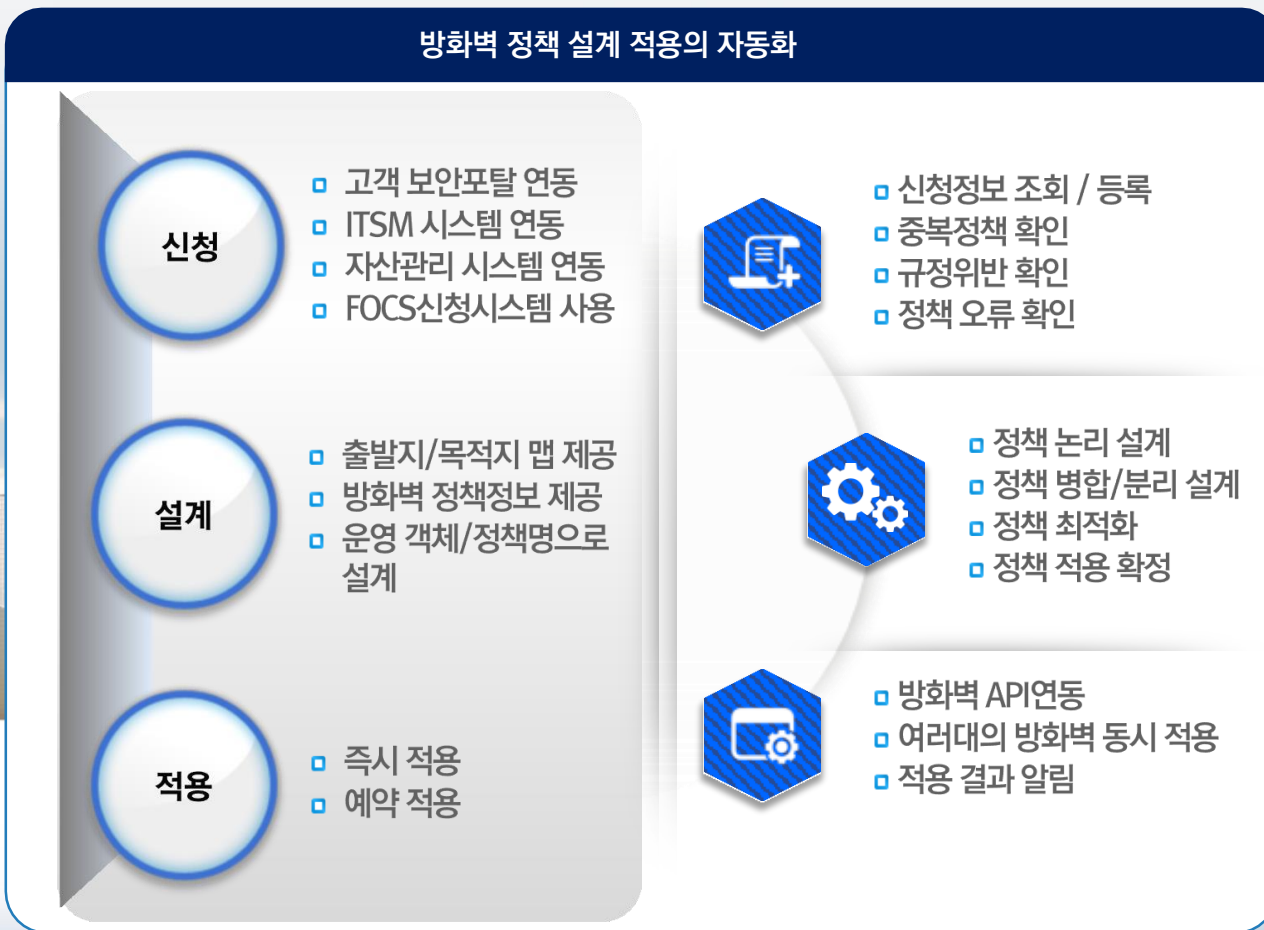 방화벽 정책 설계 적용의 자동화
신청
고객 보안포탈 연동
ITSM 시스템 연동
자산관리 시스템 연동
FOCS신청시스템 사용
신청정보 조회 / 등록
중복정책 확인
규정위반 확인
정책 오류 확인
설계
출발지/목적지 맵 제공
방화벽 정책정보 제공
운영 객체/정책명으로
설계
정책 논리 설계
정책 병합/분리 설계
정책 최적화
정책 적용 확정
적용
즉시 적용
예약 적용
방화벽 API연동
여러대의 방화벽 동시 적용
적용 결과 알림